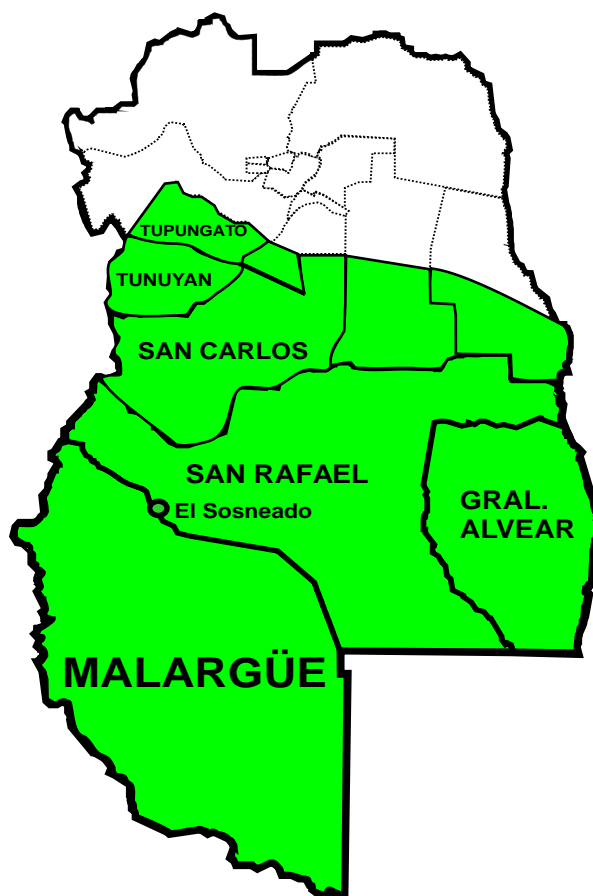 TUPUNGATO
TUNUYAN
SAN CARLOS
SAN RAFAEL
El Sosneado
GRAL.
ALVEAR
MALARGÜE